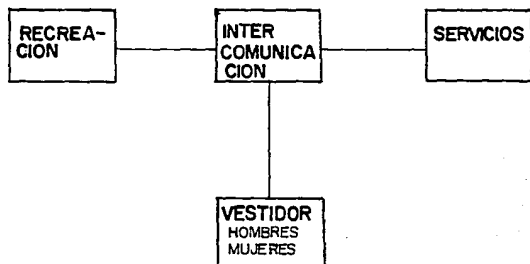 RECREA-
CION
INTER
COMUNICA
CION
SERVICIOS
VESTIDOR
HOMBRES
MUJERES